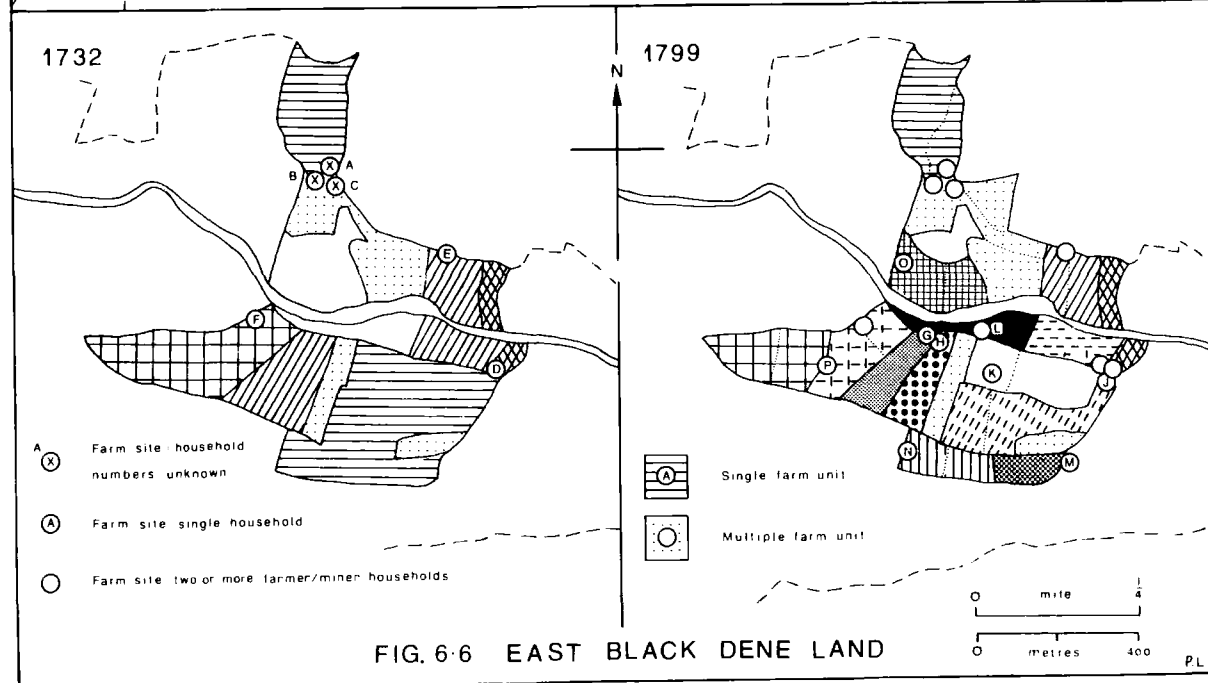 1732
A
B
C
E
F
D
A
Farm site household
numbers unknown
A Farm site single household
Farm site two or more farmer/miner households
N
1799
O
G
H
L
K
P
J
N
M
A Single farm unit
Multiple farm unit
0 mile 1/4
0 metres 400
FIG. 6·6 EAST BLACK DENE LAND
P.L